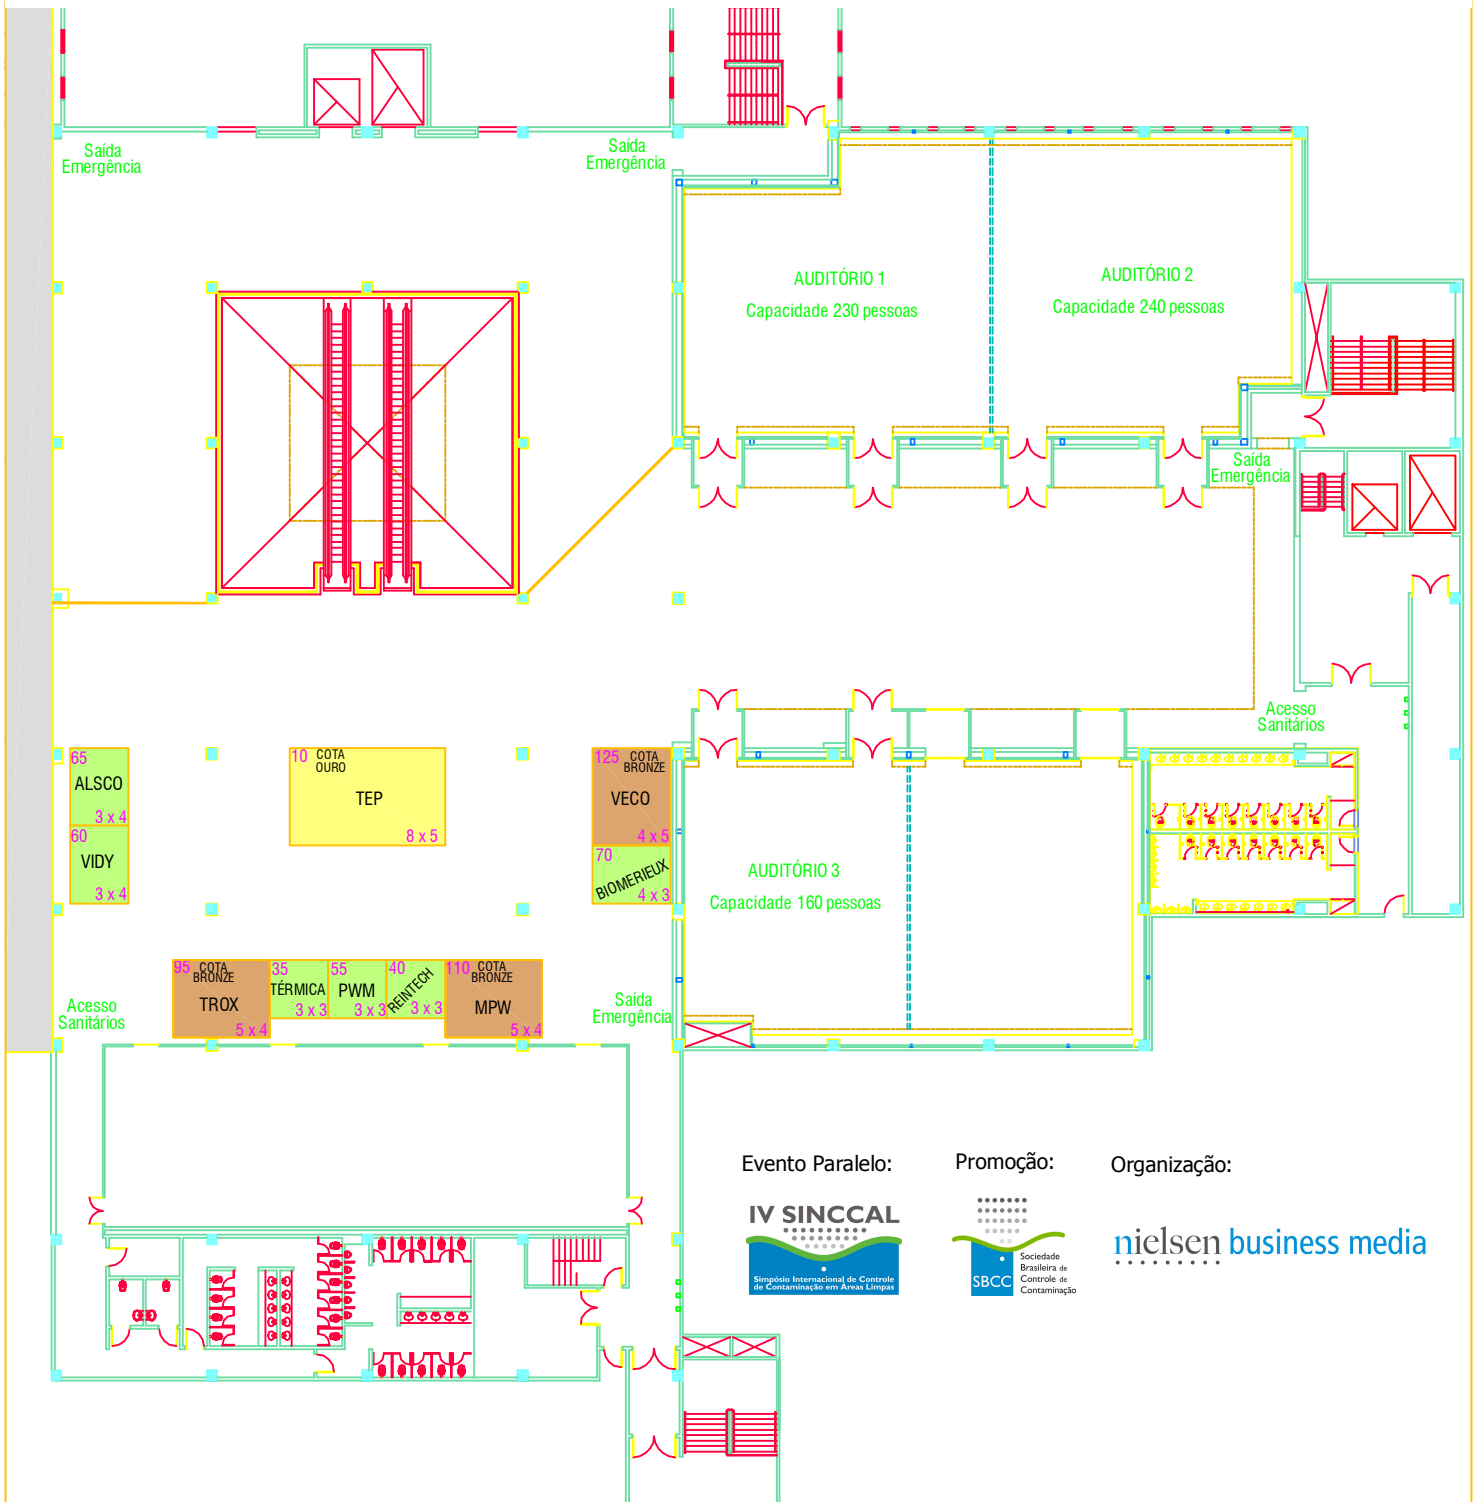 Saída
Emergência
Saída
Emergência
AUDITÓRIO 1
Capacidade 230 pessoas
AUDITÓRIO 2
Capacidade 240 pessoas
Saída
Emergência
Acesso
Sanitários
65
ALSCO
3 x 4
60
VIDY
3 x 4
10
COTA
OURO
TEP
8 x 5
125
COTA
BRONZE
VECO
4 x 5
70
BIOMERIEUX
4 x 3
AUDITÓRIO 3
Capacidade 160 pessoas
95
COTA
BRONZE
TROX
5 x 4
35
TÉRMICA
3 x 3
55
PWM
3 x 3
40
REINTECH
3 x 3
110
COTA
BRONZE
MPW
5 x 4
Acesso
Sanitários
Saída
Emergência
Evento Paralelo:
IV SINCCAL
Simpósio Internacional de Controle
de Contaminação em Áreas Limpas
Promoção:
SBCC
Sociedade
Brasileira de
Controle de
Contaminação
Organização:
nielsen business media